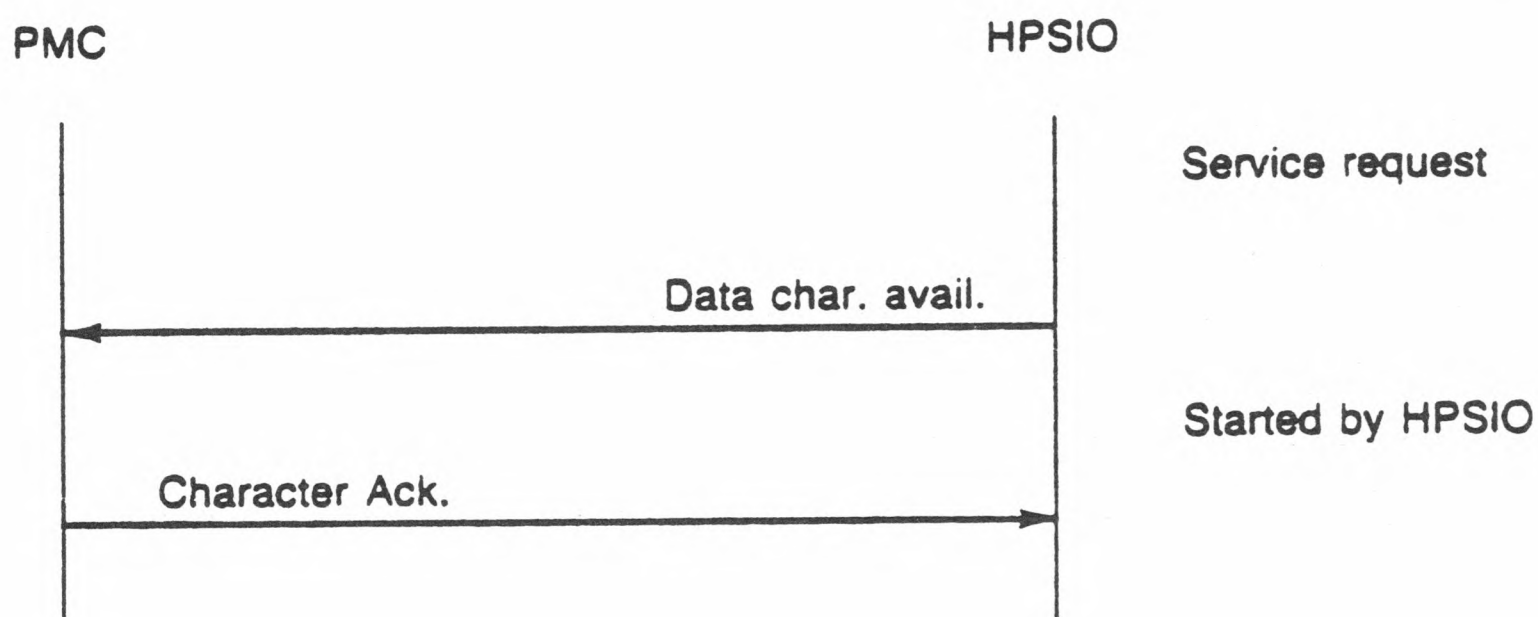 PMC
HPSIO
Service request
Data char. avail.
Started by HPSIO
Character Ack.